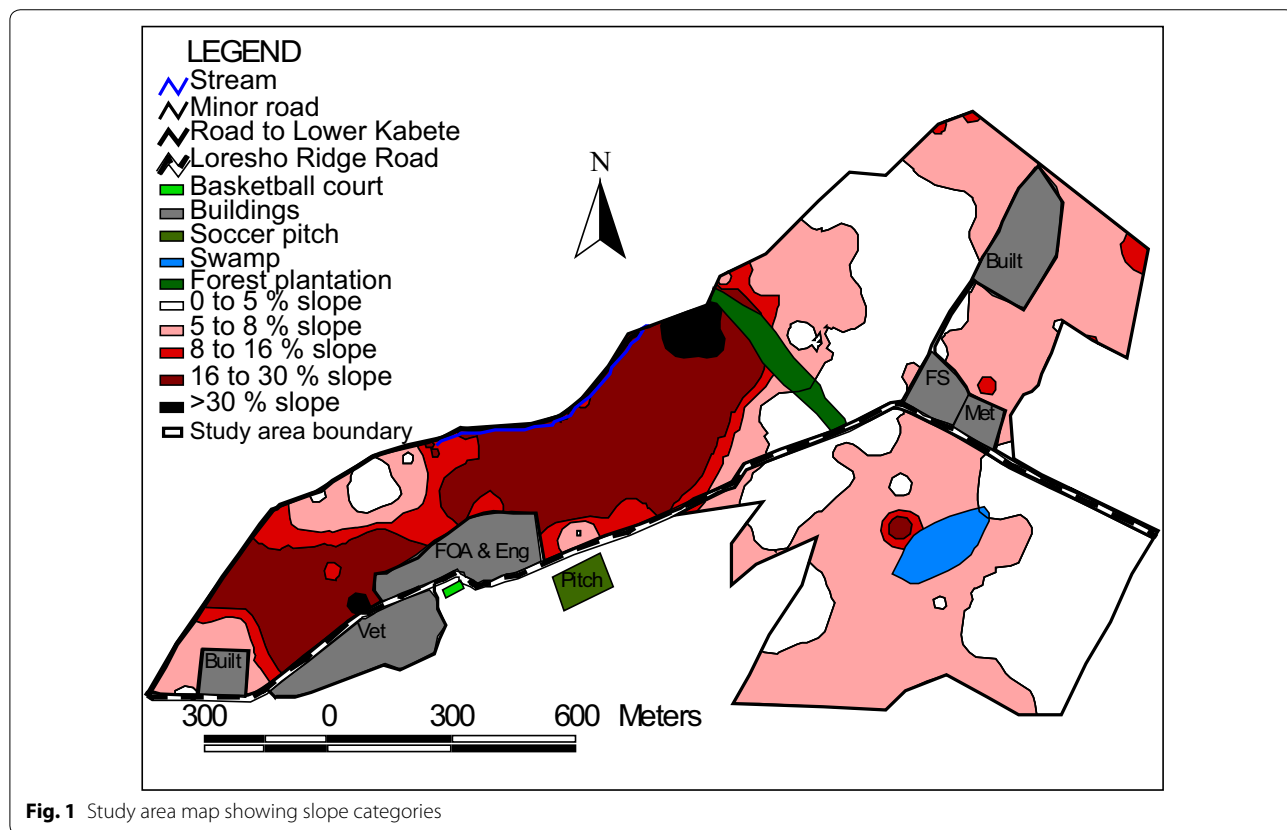 LEGEND
Stream
Minor road
Road to Lower Kabete
Loresho Ridge Road
Basketball court
Buildings
Soccer pitch
Swamp
Forest plantation
0 to 5 % slope
5 to 8 % slope
8 to 16 % slope
16 to 30 % slope
>30 % slope
Study area boundary
N
Built
FS
Met
FOA & Eng
Pitch
Vet
Built
300 0 300 600 Meters
Fig. 1 Study area map showing slope categories